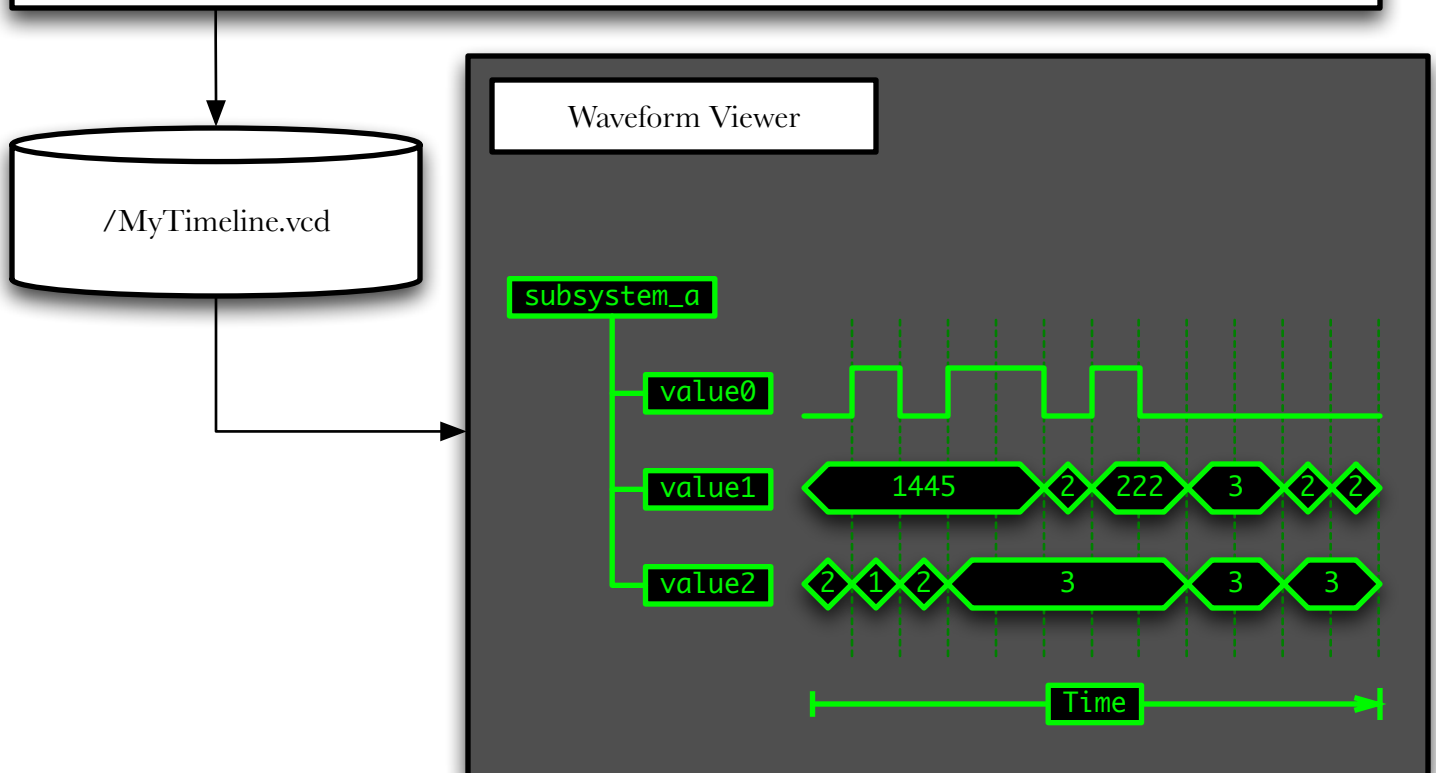 Waveform Viewer
/MyTimeline.vcd
subsystem_a
value0
value1 1445 2 222 3 2 2
value2 2 1 2 3 3 3
Time